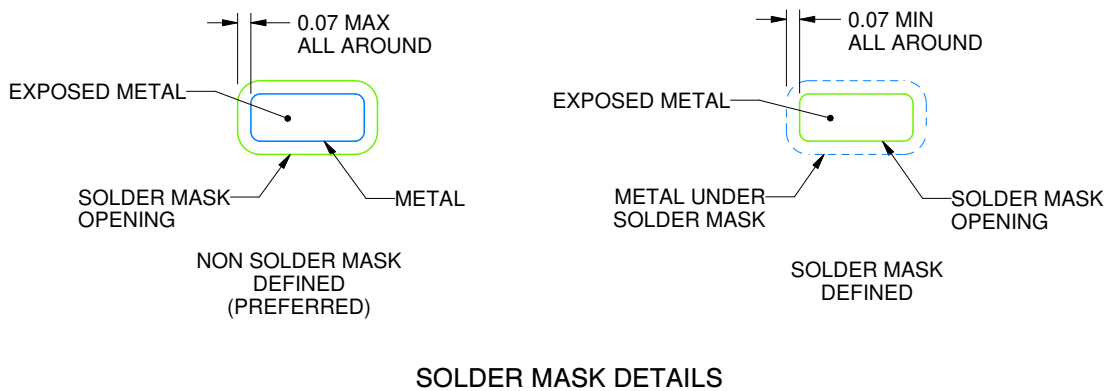 0.07 MAX
ALL AROUND
EXPOSED METAL
SOLDER MASK
OPENING
METAL
NON SOLDER MASK
DEFINED
(PREFERRED)
0.07 MIN
ALL AROUND
EXPOSED METAL
METAL UNDER
SOLDER MASK
SOLDER MASK
OPENING
SOLDER MASK
DEFINED
SOLDER MASK DETAILS